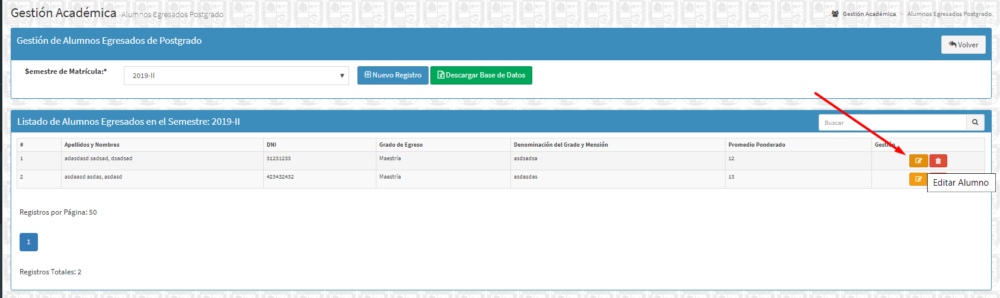 Gestión Académica Alumnos Egresados Postgrado
Gestión Académica > Alumnos Egresados Postgrado
Gestión de Alumnos Egresados de Postgrado
Volver
Semestre de Matrícula:*
2019-II
Nuevo Registro
Descargar Base de Datos
Listado de Alumnos Egresados en el Semestre: 2019-II
Buscar
# Apellidos y Nombres DNI Grado de Egreso Denominación del Grado y Mensión Promedio Ponderado Gestión
1 adasdasd sadsad, dsadsad 31231233 Maestría asdsadsa 12
2 asdaasd asdas, asdasd 423432432 Maestría asdasdas 13
Editar Alumno
Registros por Página: 50
1
Registros Totales: 2